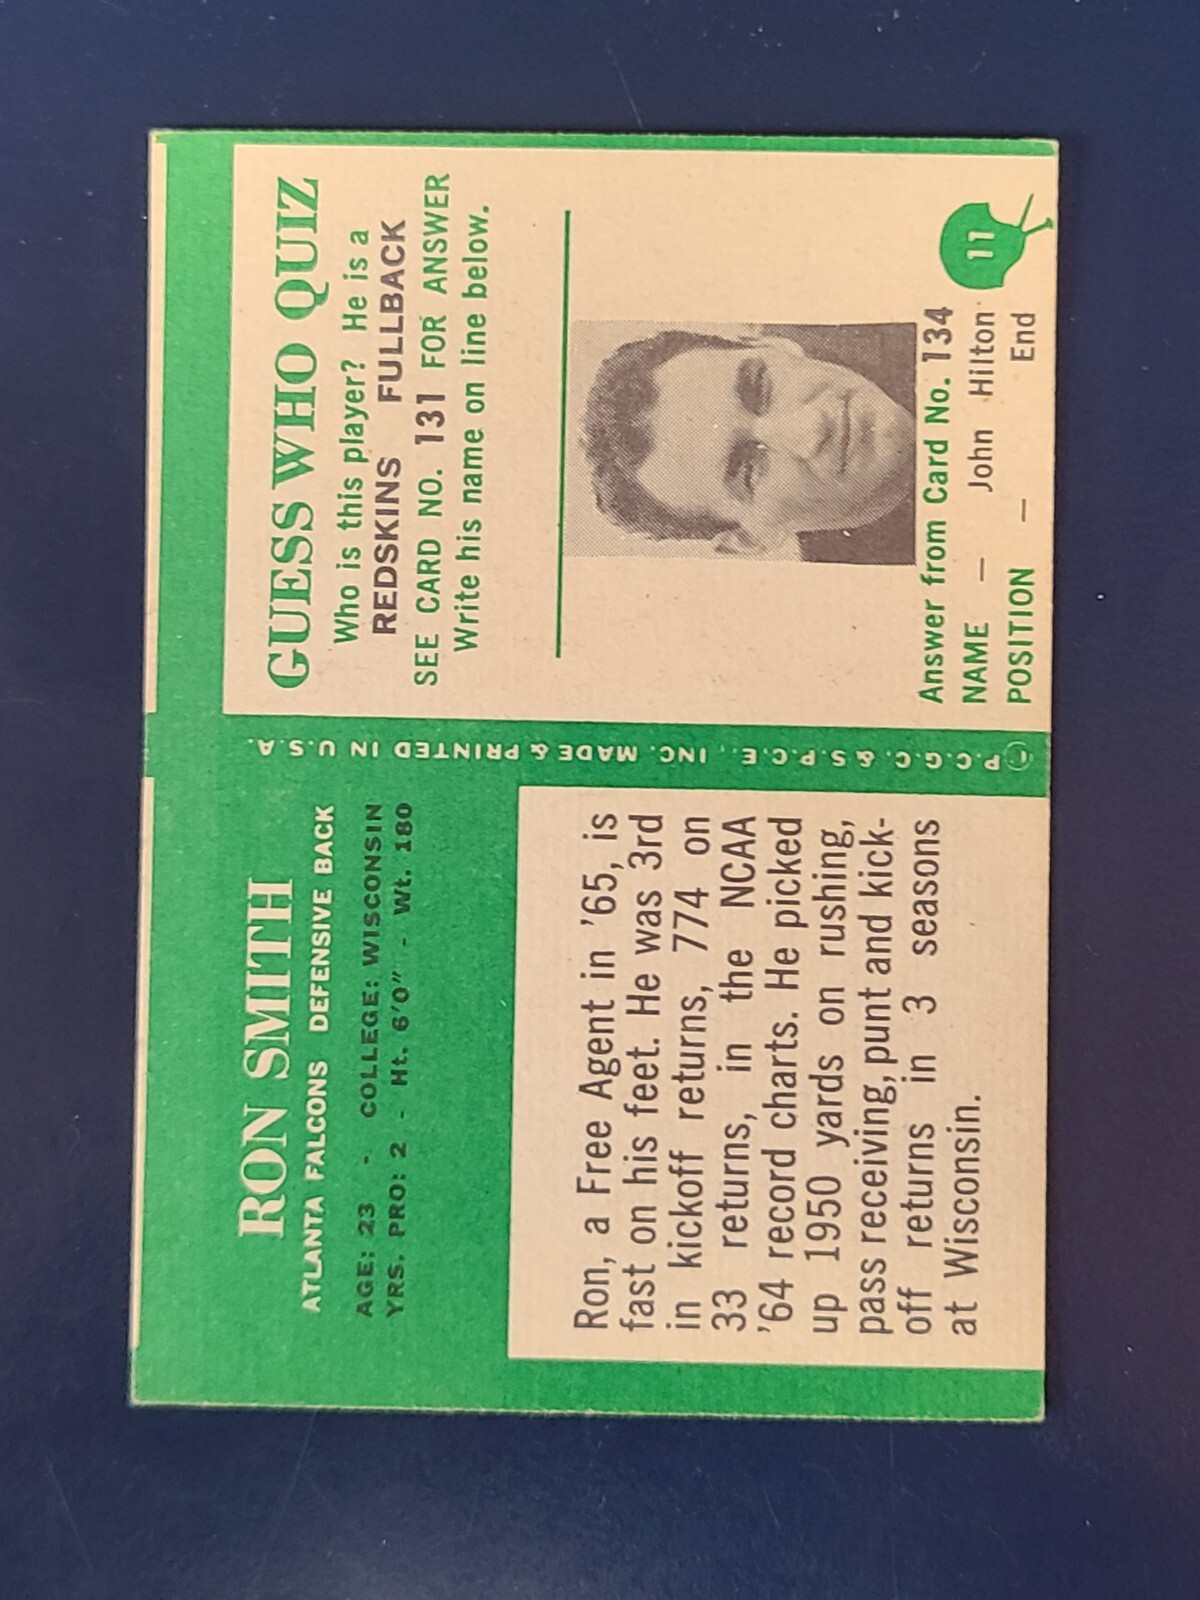 RON SMITH
ATLANTA FALCONS DEFENSIVE BACK
AGE: 23 - COLLEGE: WISCONSIN
YRS. PRO: 2 - Ht. 6'0" - Wt. 180
Ron, a Free Agent in '65, is
fast on his feet. He was 3rd
in kickoff returns, 774 on
33 returns, in the NCAA
'64 record charts. He picked
up 1950 yards on rushing,
pass receiving, punt and kick-
off returns in 3 seasons
at Wisconsin.
Ⓒ P.C.G.C. & S.P.C.E., INC. MADE & PRINTED IN U.S.A.
GUESS WHO QUIZ
Who is this player? He is a
REDSKINS FULLBACK
SEE CARD NO. 131 FOR ANSWER
Write his name on line below.
Answer from Card No. 134
NAME — John Hilton
POSITION — End
11